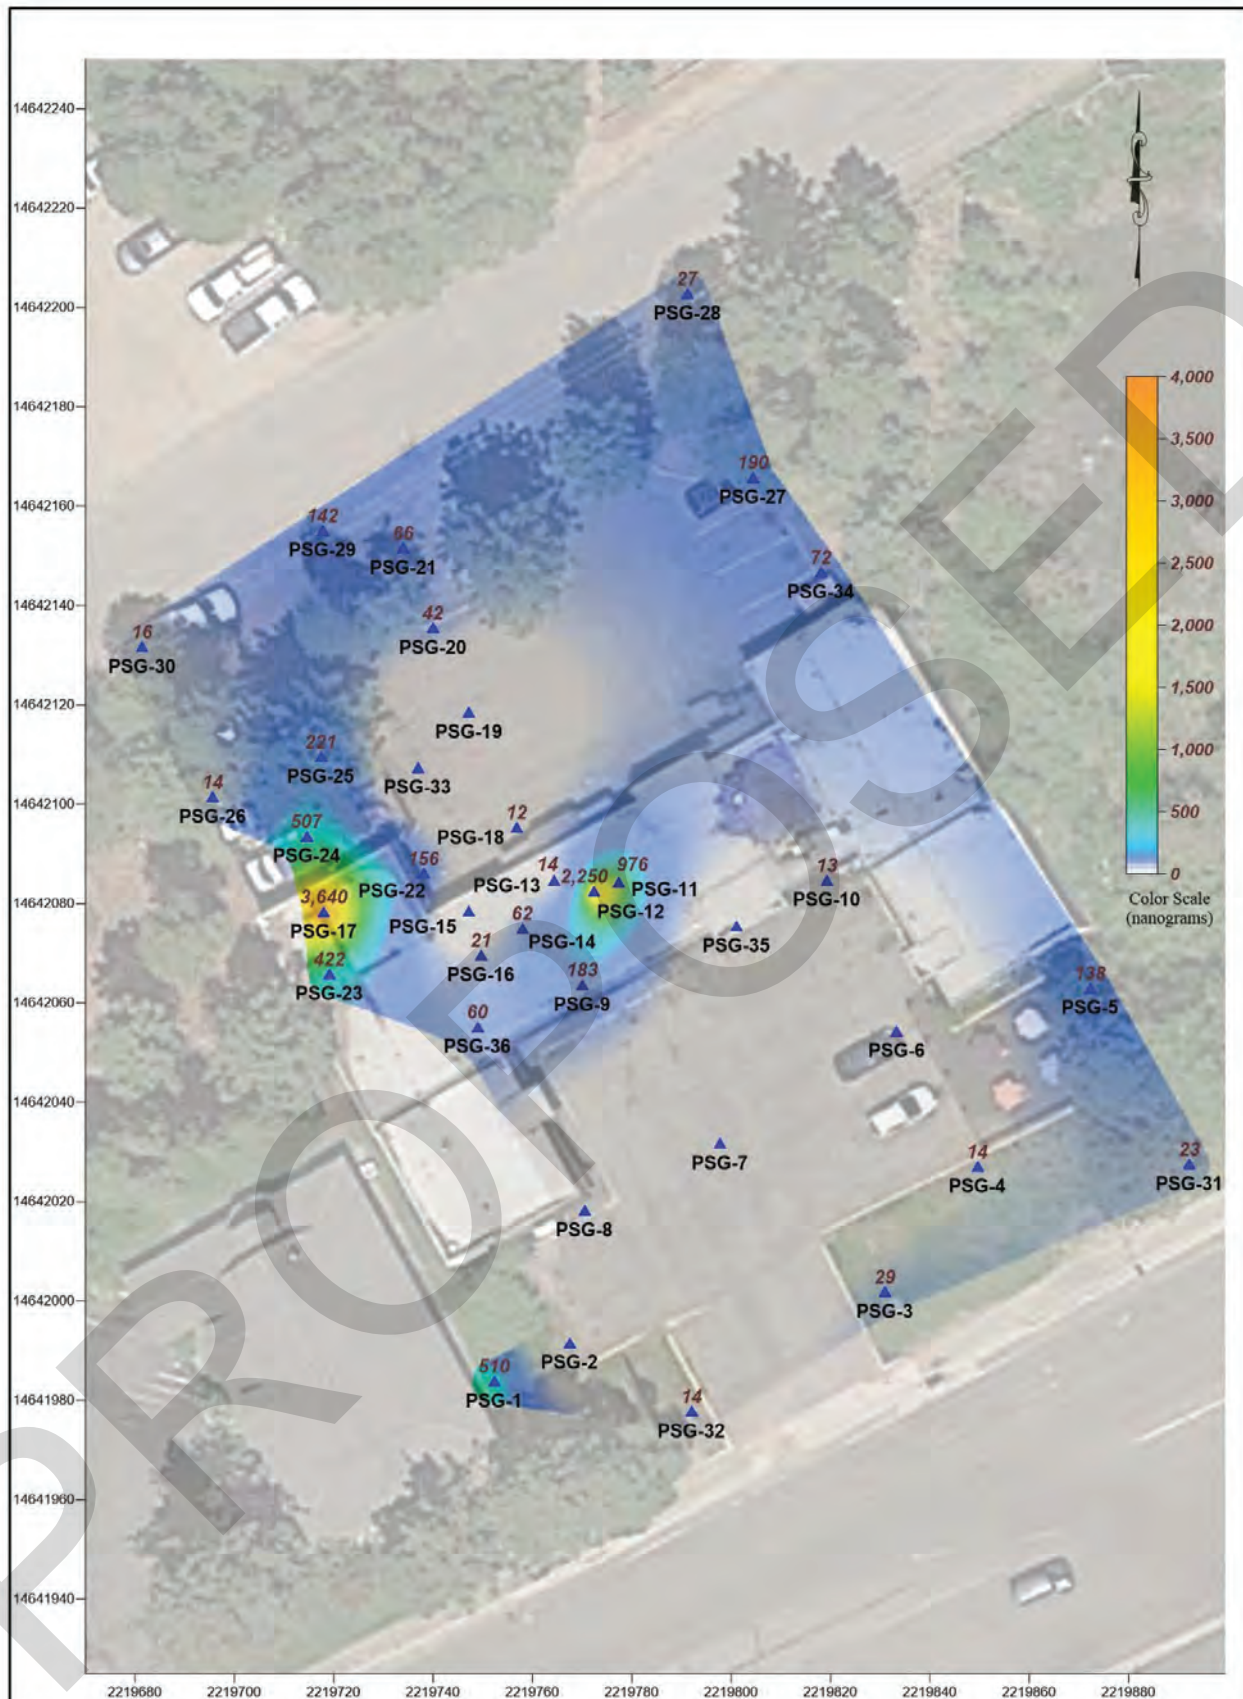 14642240
14642220
27
14642200
PSG-28
4,000
14642180
3,500
190
3,000
14642160
PSG-27
142
66
2,500
PSG-29
PSG-21
72
14642140
42
PSG-34
2,000
16
PSG-20
PSG-30
1,500
14642120
PSG-19
221
1,000
PSG-25
PSG-33
14
14642100
12
500
PSG-26
507
PSG-18
PSG-24
156
14
2,250
976
13
0
PSG-22
PSG-13
PSG-11
PSG-10
Color Scale
(nanograms)
3,640
PSG-12
14642080
PSG-17
PSG-15
62
21
PSG-14
PSG-35
422
PSG-16
183
138
PSG-23
PSG-9
PSG-5
14642060
60
PSG-36
PSG-6
14642040
PSG-7
14
23
PSG-4
PSG-31
14642020
PSG-8
29
14642000
PSG-3
510
PSG-2
14641980
PSG-1
14
PSG-32
14641960
14641940
2219680 2219700 2219720 2219740 2219760 2219780 2219800 2219820 2219840 2219860 2219880
PROPOSED